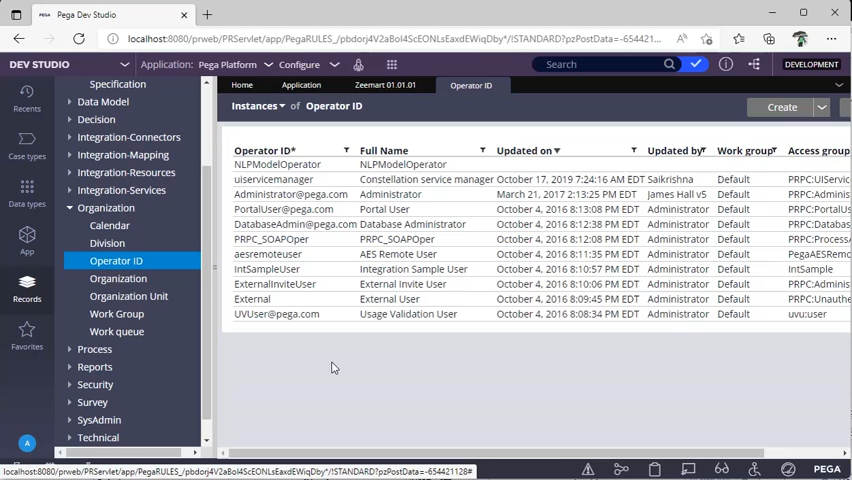 PEGA Pega Dev Studio
localhost:8080/prweb/PRServlet/app/PegaRULES_/pbdorj4V2aBol4ScEONLsEaxdEWiqDby*/!STANDARD?pzPostData=-654421...
DEV STUDIO Application: Pega Platform Configure Search DEVELOPMENT
Home Application Zeemart 01.01.01 Operator ID
Instances of Operator ID Create
Recents
Case types
Data types
App
Records
Favorites
A
Specification
Data Model
Decision
Integration-Connectors
Integration-Mapping
Integration-Resources
Integration-Services
Organization
Calendar
Division
Operator ID
Organization
Organization Unit
Work Group
Work queue
Process
Reports
Security
Survey
SysAdmin
Technical
Operator ID* Full Name Updated on Updated by Work group Access group
NLPModelOperator NLPModelOperator
uiservicemanager Constellation service manager October 17, 2019 7:24:16 AM EDT Saikrishna Default PRPC:UIService
Administrator@pega.com Administrator March 21, 2017 2:13:25 PM EDT James Hall v5 Default PRPC:Adminis
PortalUser@pega.com Portal User October 4, 2016 8:13:08 PM EDT Administrator Default PRPC:PortalUs
DatabaseAdmin@pega.com Database Administrator October 4, 2016 8:12:38 PM EDT Administrator Default PRPC:Databas
PRPC_SOAPOper PRPC_SOAPOper October 4, 2016 8:12:08 PM EDT Administrator Default PRPC:ProcessA
aesremoteuser AES Remote User October 4, 2016 8:11:35 PM EDT Administrator Default PegaAESRemo
IntSampleUser Integration Sample User October 4, 2016 8:10:57 PM EDT Administrator Default IntSample
ExternalInviteUser External Invite User October 4, 2016 8:10:06 PM EDT Administrator Default PRPC:Adminis
External External User October 4, 2016 8:09:45 PM EDT Administrator Default PRPC:Unauthe
UVUser@pega.com Usage Validation User October 4, 2016 8:08:34 PM EDT Administrator Default uvu:user
localhost:8080/prweb/PRServlet/app/PegaRULES_/pbdorj4V2aBol4ScEONLsEaxdEWiqDby*/!STANDARD?pzPostData=-654421128#
PEGA